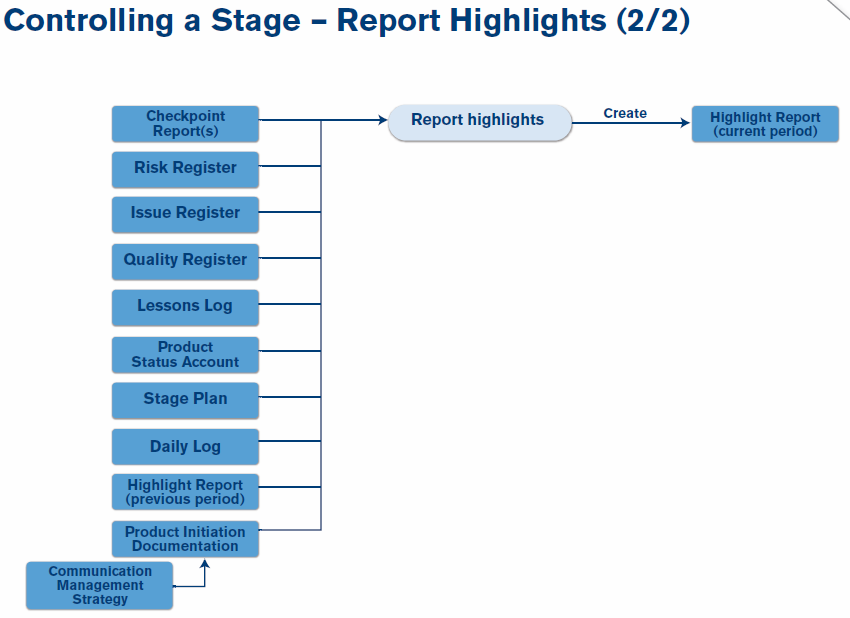 Controlling a Stage – Report Highlights (2/2)
Checkpoint
Report(s)
Report highlights
Create
Highlight Report
(current period)
Risk Register
Issue Register
Quality Register
Lessons Log
Product
Status Account
Stage Plan
Daily Log
Highlight Report
(previous period)
Product Initiation
Documentation
Communication
Management
Strategy